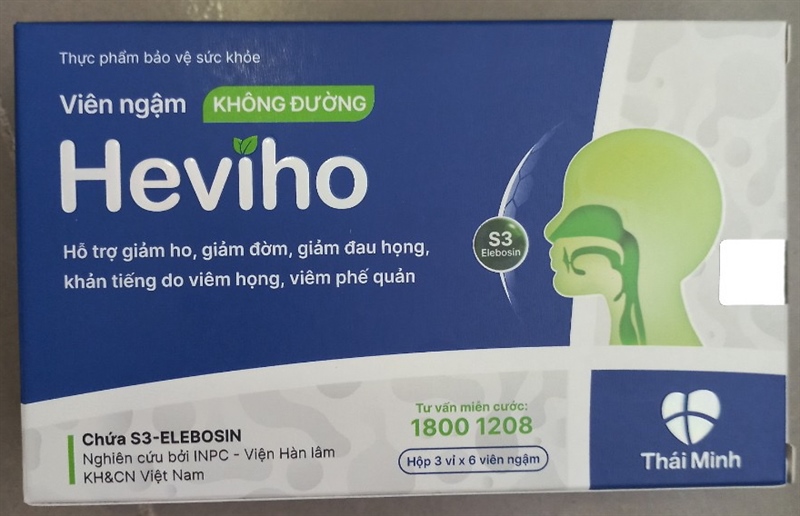 Thực phẩm bảo vệ sức khỏe
Viên ngậm KHÔNG ĐƯỜNG
Heviho
Hỗ trợ giảm ho, giảm đờm, giảm đau họng,
khản tiếng do viêm họng, viêm phế quản
S3
Elebosin
Chứa S3-ELEBOSIN
Nghiên cứu bởi INPC - Viện Hàn lâm
KH&CN Việt Nam
Tư vấn miễn cước:
1800 1208
Hộp 3 vỉ x 6 viên ngậm
Thái Minh